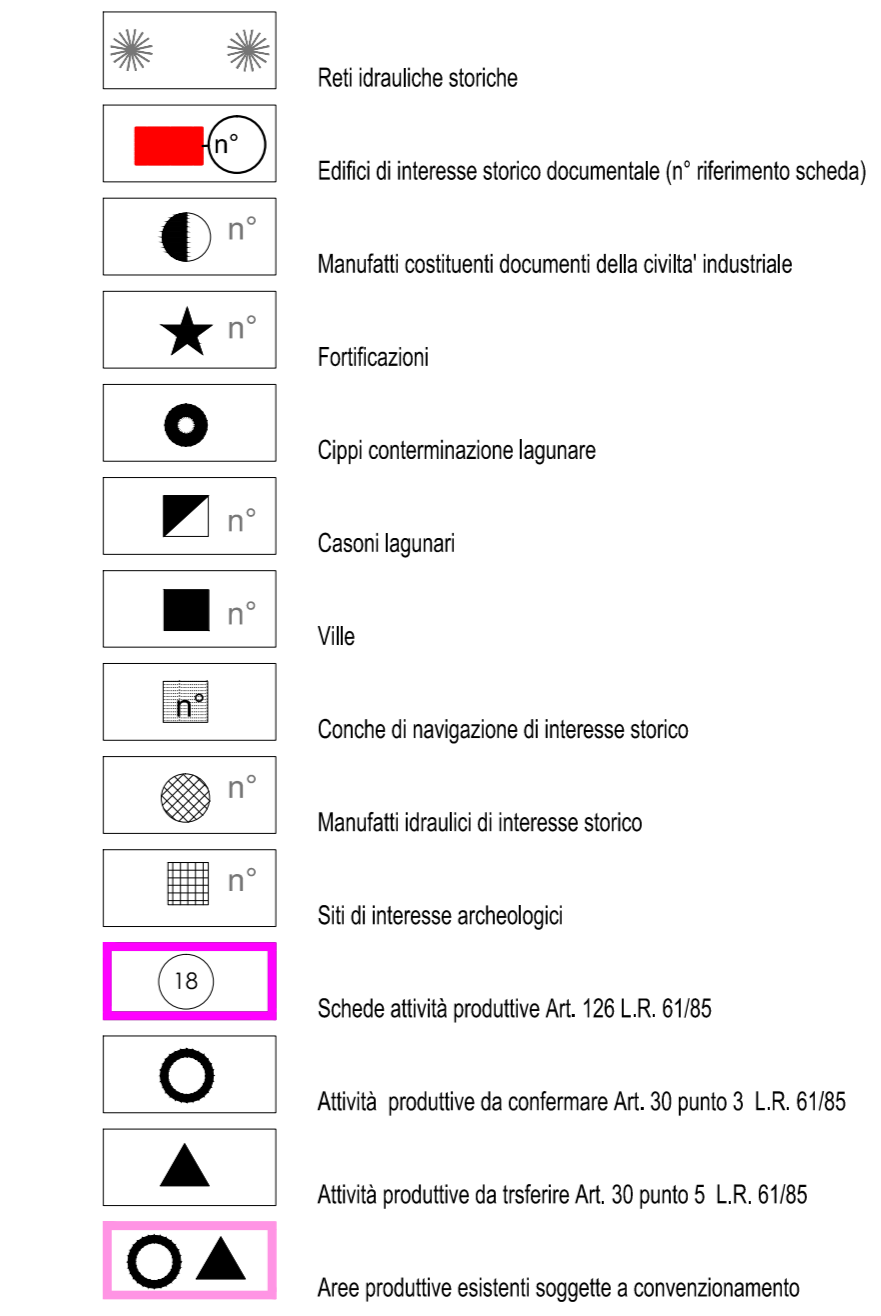 Reti idrauliche storiche
n° Edifici di interesse storico documentale (n° riferimento scheda)
n° Manufatti costituenti documenti della civilta' industriale
n° Fortificazioni
Cippi conterminazione lagunare
n° Casoni lagunari
n° Ville
n° Conche di navigazione di interesse storico
n° Manufatti idraulici di interesse storico
n° Siti di interesse archeologici
18 Schede attività produttive Art. 126 L.R. 61/85
Attività produttive da confermare Art. 30 punto 3 L.R. 61/85
Attività produttive da trsferire Art. 30 punto 5 L.R. 61/85
Aree produttive esistenti soggette a convenzionamento